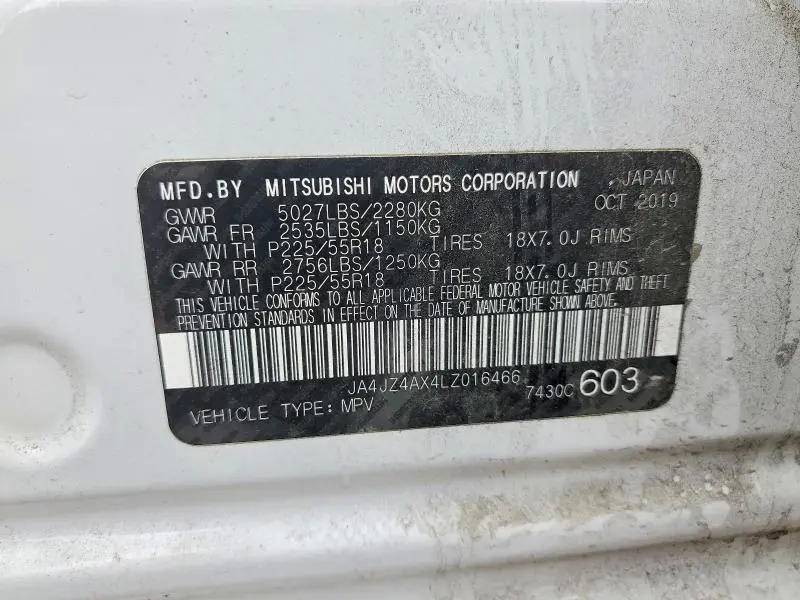 MFD.BY MITSUBISHI MOTORS CORPORATION, JAPAN
GVWR 5027LBS/2280KG OCT 2019
GAWR FR 2535LBS/1150KG
WITH P225/55R18 TIRES 18X7.0J RIMS
GAWR RR 2756LBS/1250KG
WITH P225/55R18 TIRES 18X7.0J RIMS
THIS VEHICLE CONFORMS TO ALL APPLICABLE FEDERAL MOTOR VEHICLE SAFETY AND THEFT
PREVENTION STANDARDS IN EFFECT ON THE DATE OF MANUFACTURE SHOWN ABOVE.
JA4JZ4AX4LZ016466
VEHICLE TYPE: MPV 7430C 603